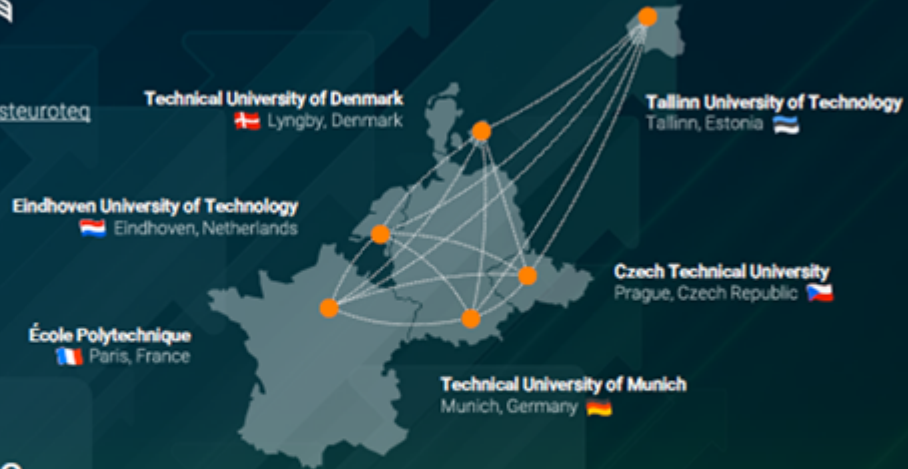 Technical University of Denmark
Lyngby, Denmark
Tallinn University of Technology
Tallinn, Estonia
steuroteq
Eindhoven University of Technology
Eindhoven, Netherlands
Czech Technical University
Prague, Czech Republic
École Polytechnique
Paris, France
Technical University of Munich
Munich, Germany